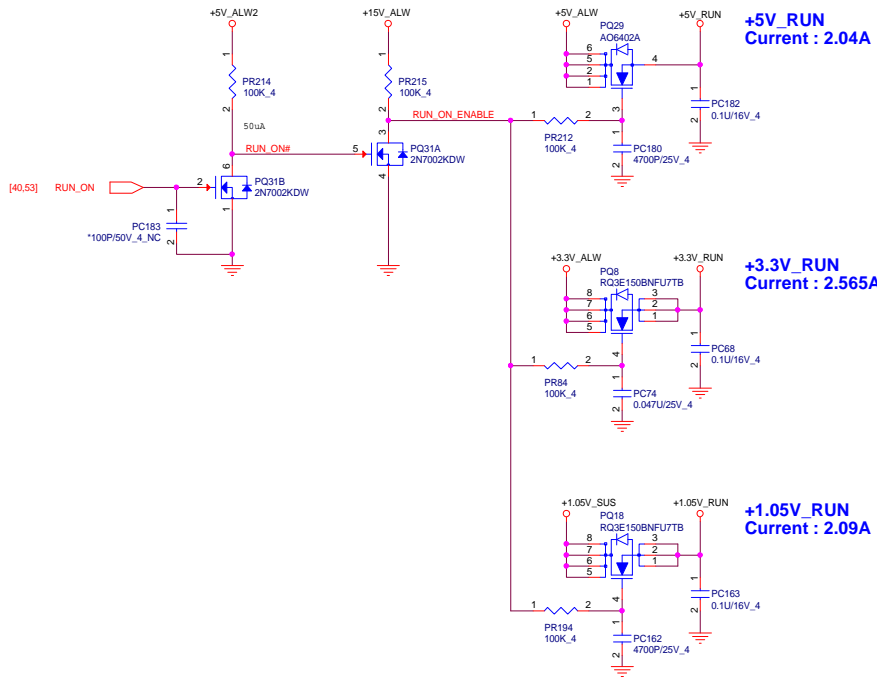 +5V_ALW2
+15V_ALW
+5V_ALW
+5V_RUN
+5V_RUN
Current : 2.04A
PQ29
AO6402A
6
5
2
1
4
3
1
PR214
100K_4
2
1
PR215
100K_4
2
1
PC182
0.1U/16V_4
2
RUN_ON_ENABLE
1
2
PR212
100K_4
1
PC180
4700P/25V_4
2
50uA
RUN_ON#
5
3
PQ31A
2N7002KDW
4
6
[40,53]
RUN_ON
2
PQ31B
2N7002KDW
1
1
PC183
*100P/50V_4_NC
2
+3.3V_ALW
+3.3V_RUN
+3.3V_RUN
Current : 2.565A
PQ8
RQ3E150BNFU7TB
8
7
6
5
3
2
1
4
1
PC68
0.1U/16V_4
2
1
2
PR84
100K_4
1
PC74
0.047U/25V_4
2
+1.05V_SUS
+1.05V_RUN
+1.05V_RUN
Current : 2.09A
PQ18
RQ3E150BNFU7TB
8
7
6
5
3
2
1
4
1
PC163
0.1U/16V_4
2
1
2
PR194
100K_4
1
PC162
4700P/25V_4
2